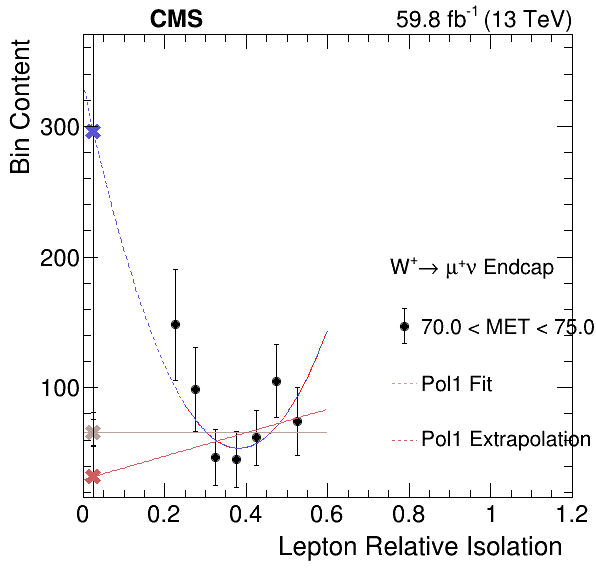 CMS 59.8 fb⁻¹ (13 TeV)
Bin Content
300
200
100
W⁺→ μ⁺ν Endcap
70.0 < MET < 75.0
Pol1 Fit
Pol1 Extrapolation
0 0.2 0.4 0.6 0.8 1 1.2
Lepton Relative Isolation